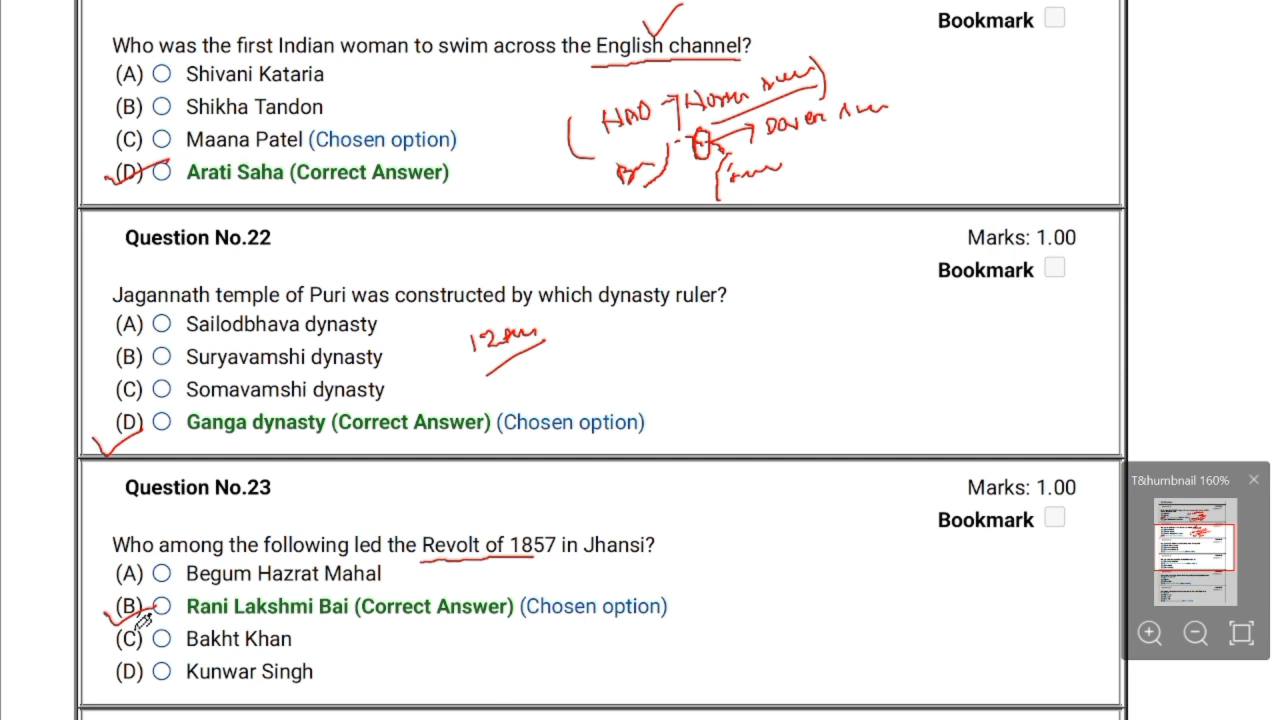 Bookmark
Who was the first Indian woman to swim across the English channel?
(A) Shivani Kataria
(B) Shikha Tandon
(C) Maana Patel (Chosen option)
(D) Arati Saha (Correct Answer)
Question No.22
Marks: 1.00
Bookmark
Jagannath temple of Puri was constructed by which dynasty ruler?
(A) Sailodbhava dynasty
(B) Suryavamshi dynasty
(C) Somavamshi dynasty
(D) Ganga dynasty (Correct Answer) (Chosen option)
Question No.23
Marks: 1.00
Bookmark
Who among the following led the Revolt of 1857 in Jhansi?
(A) Begum Hazrat Mahal
(B) Rani Lakshmi Bai (Correct Answer) (Chosen option)
(C) Bakht Khan
(D) Kunwar Singh
T&humbnail 160%